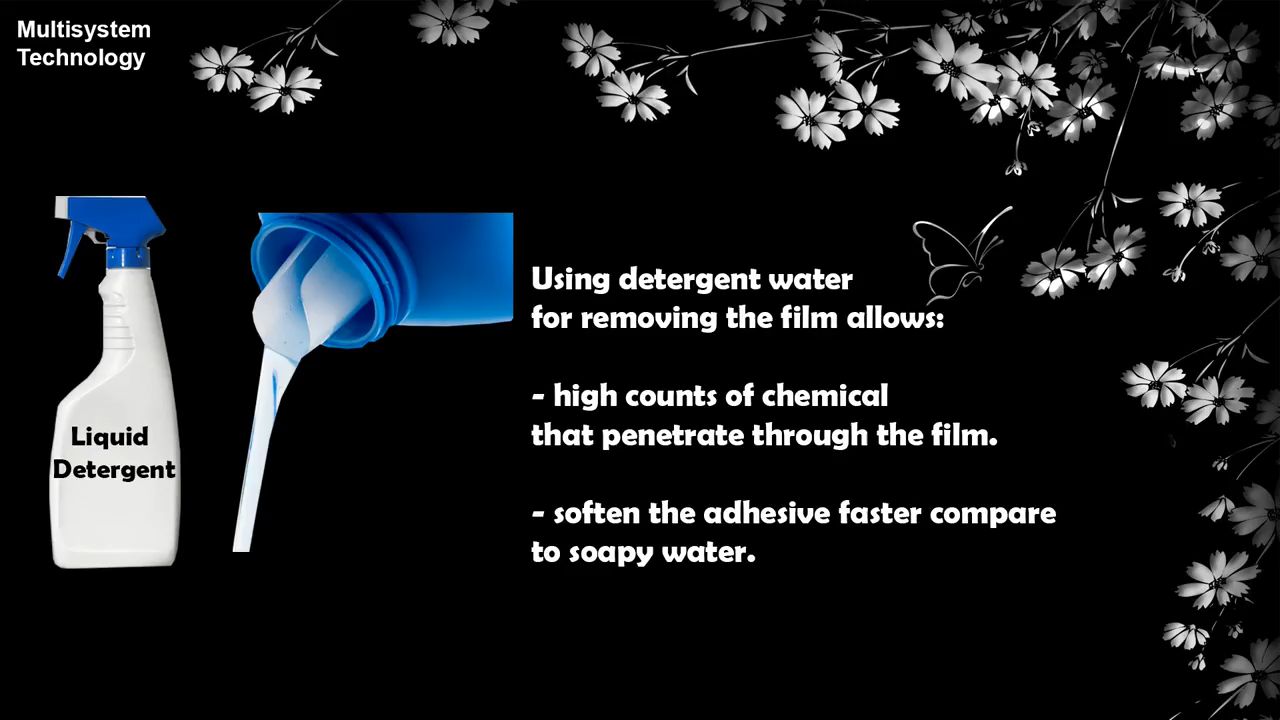 Multisystem
Technology
Using detergent water
for removing the film allows:
- high counts of chemical
that penetrate through the film.
- soften the adhesive faster compare
to soapy water.
Liquid
Detergent